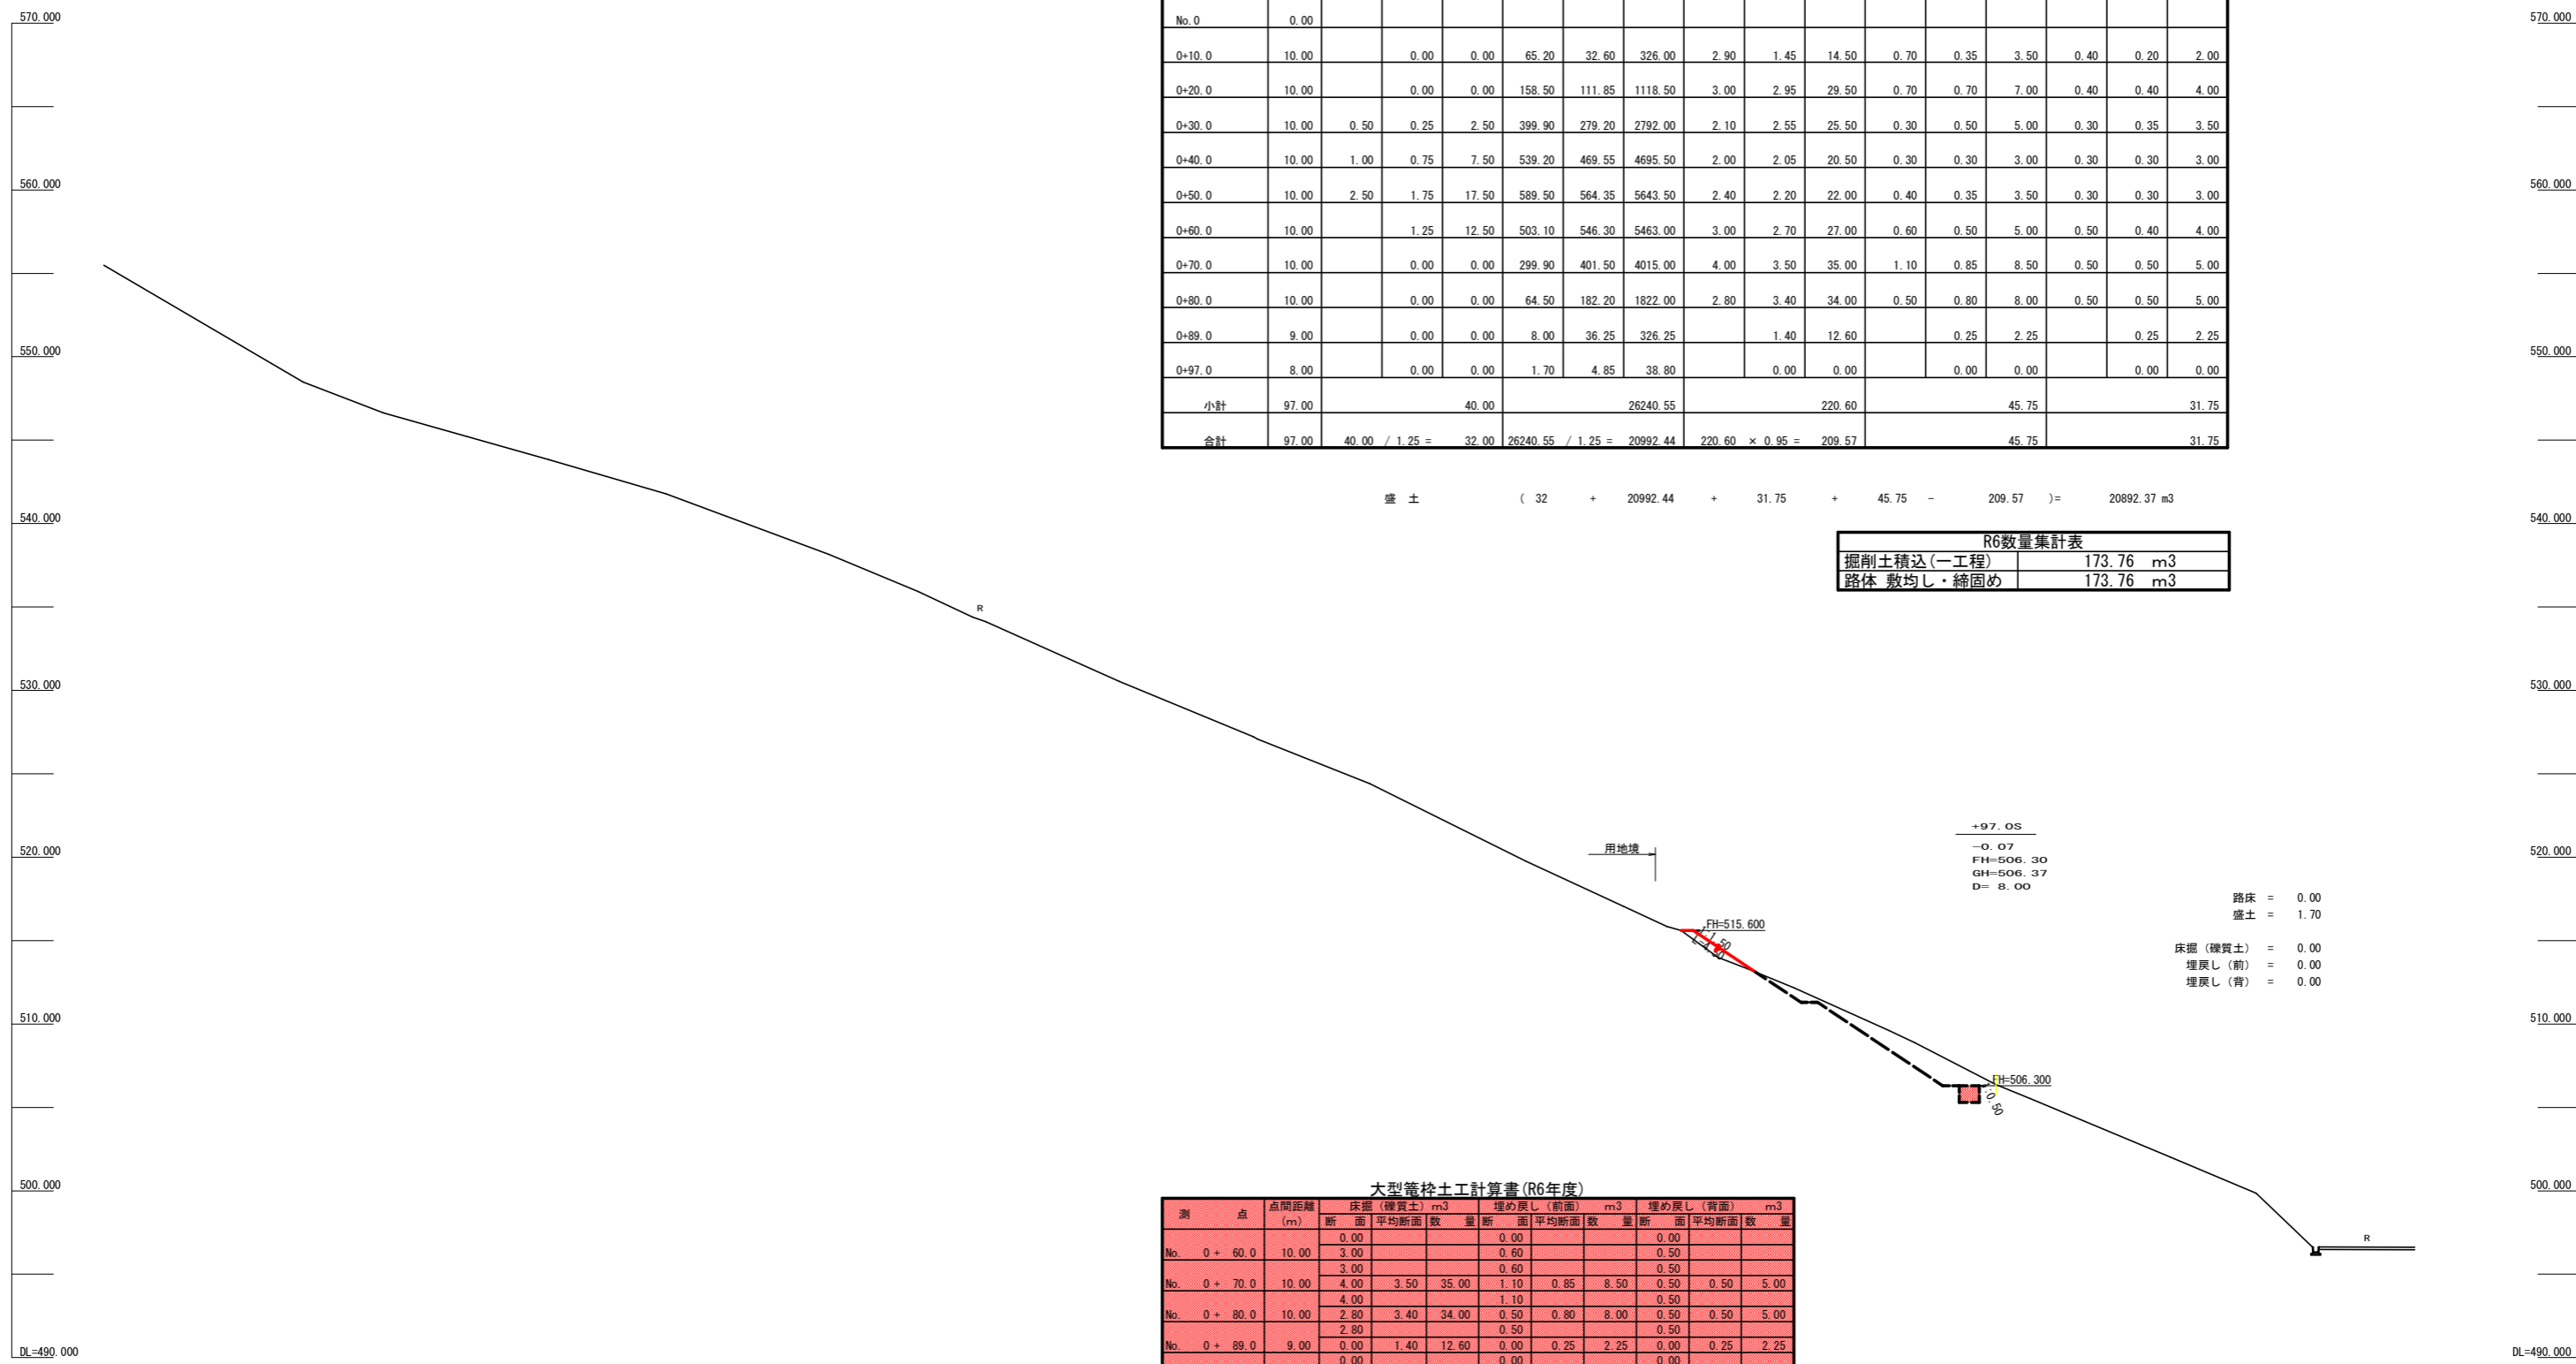 570.000
560.000
550.000
540.000
530.000
520.000
510.000
500.000
DL=490.000
No.0 0.00
0+10.0 10.00 0.00 0.00 65.20 32.60 326.00 2.90 1.45 14.50 0.70 0.35 3.50 0.40 0.20 2.00
0+20.0 10.00 0.00 0.00 158.50 111.85 1118.50 3.00 2.95 29.50 0.70 0.70 7.00 0.40 0.40 4.00
0+30.0 10.00 0.50 0.25 2.50 399.90 279.20 2792.00 2.10 2.55 25.50 0.30 0.50 5.00 0.30 0.35 3.50
0+40.0 10.00 1.00 0.75 7.50 539.20 469.55 4695.50 2.00 2.05 20.50 0.30 0.30 3.00 0.30 0.30 3.00
0+50.0 10.00 2.50 1.75 17.50 589.50 564.35 5643.50 2.40 2.20 22.00 0.40 0.35 3.50 0.30 0.30 3.00
0+60.0 10.00 1.25 12.50 503.10 546.30 5463.00 3.00 2.70 27.00 0.60 0.50 5.00 0.50 0.40 4.00
0+70.0 10.00 0.00 0.00 299.90 401.50 4015.00 4.00 3.50 35.00 1.10 0.85 8.50 0.50 0.50 5.00
0+80.0 10.00 0.00 0.00 64.50 182.20 1822.00 2.80 3.40 34.00 0.50 0.80 8.00 0.50 0.50 5.00
0+89.0 9.00 0.00 0.00 8.00 36.25 326.25 1.40 12.60 0.25 2.25 0.25 2.25
0+97.0 8.00 0.00 0.00 1.70 4.85 38.80 0.00 0.00 0.00 0.00 0.00 0.00
小計 97.00 40.00 26240.55 220.60 45.75 31.75
合計 97.00 40.00 / 1.25 = 32.00 26240.55 / 1.25 = 20992.44 220.60 × 0.95 = 209.57 45.75 31.75
盛 土 ( 32 + 20992.44 + 31.75 + 45.75 - 209.57 )= 20892.37 m3
R6数量集計表
掘削土積込(一工程) 173.76 m3
路体 敷均し・締固め 173.76 m3
R
用地境
+97.0S
-0.07
FH=506.30
GH=506.37
D= 8.00
路床 = 0.00
盛土 = 1.70
床掘(礫質土) = 0.00
埋戻し(前) = 0.00
埋戻し(背) = 0.00
FH=515.600
FH=506.300
R
大型篭枠土工計算書(R6年度)
測 点 点間距離 床掘(礫質土)m3 埋め戻し(前面) m3 埋め戻し(背面) m3
(m) 断 面 平均断面 数 量 断 面 平均断面 数 量 断 面 平均断面 数 量
0.00 0.00 0.00
No. 0 + 60.0 10.00 3.00 0.60 0.50
3.00 0.60 0.50
No. 0 + 70.0 10.00 4.00 3.50 35.00 1.10 0.85 8.50 0.50 0.50 5.00
4.00 1.10 0.50
No. 0 + 80.0 10.00 2.80 3.40 34.00 0.50 0.80 8.00 0.50 0.50 5.00
2.80 0.50 0.50
No. 0 + 89.0 9.00 0.00 1.40 12.60 0.00 0.25 2.25 0.00 0.25 2.25
0.00 0.00 0.00
570.000
560.000
550.000
540.000
530.000
520.000
510.000
500.000
DL=490.000